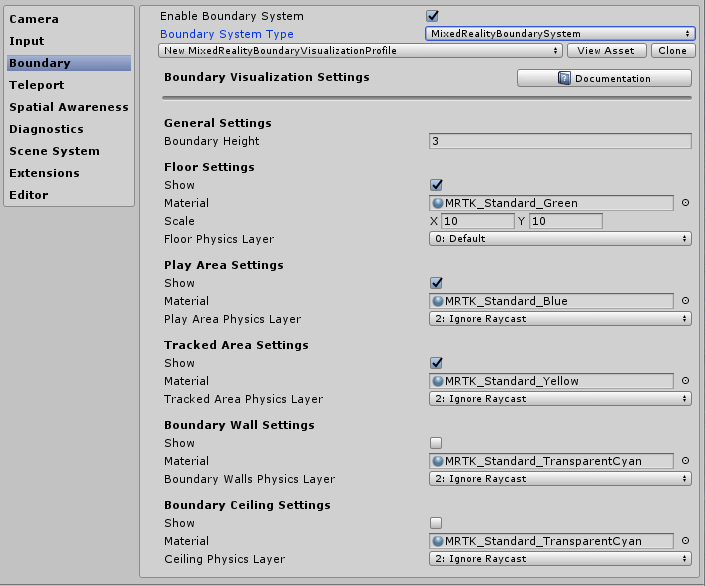 Camera
Input
Boundary
Teleport
Spatial Awareness
Diagnostics
Scene System
Extensions
Editor
Enable Boundary System
Boundary System Type MixedRealityBoundarySystem
New MixedRealityBoundaryVisualizationProfile View Asset Clone
Boundary Visualization Settings Documentation
General Settings
Boundary Height 3
Floor Settings
Show
Material MRTK_Standard_Green
Scale X 10 Y 10
Floor Physics Layer 0: Default
Play Area Settings
Show
Material MRTK_Standard_Blue
Play Area Physics Layer 2: Ignore Raycast
Tracked Area Settings
Show
Material MRTK_Standard_Yellow
Tracked Area Physics Layer 2: Ignore Raycast
Boundary Wall Settings
Show
Material MRTK_Standard_TransparentCyan
Boundary Walls Physics Layer 2: Ignore Raycast
Boundary Ceiling Settings
Show
Material MRTK_Standard_TransparentCyan
Ceiling Physics Layer 2: Ignore Raycast